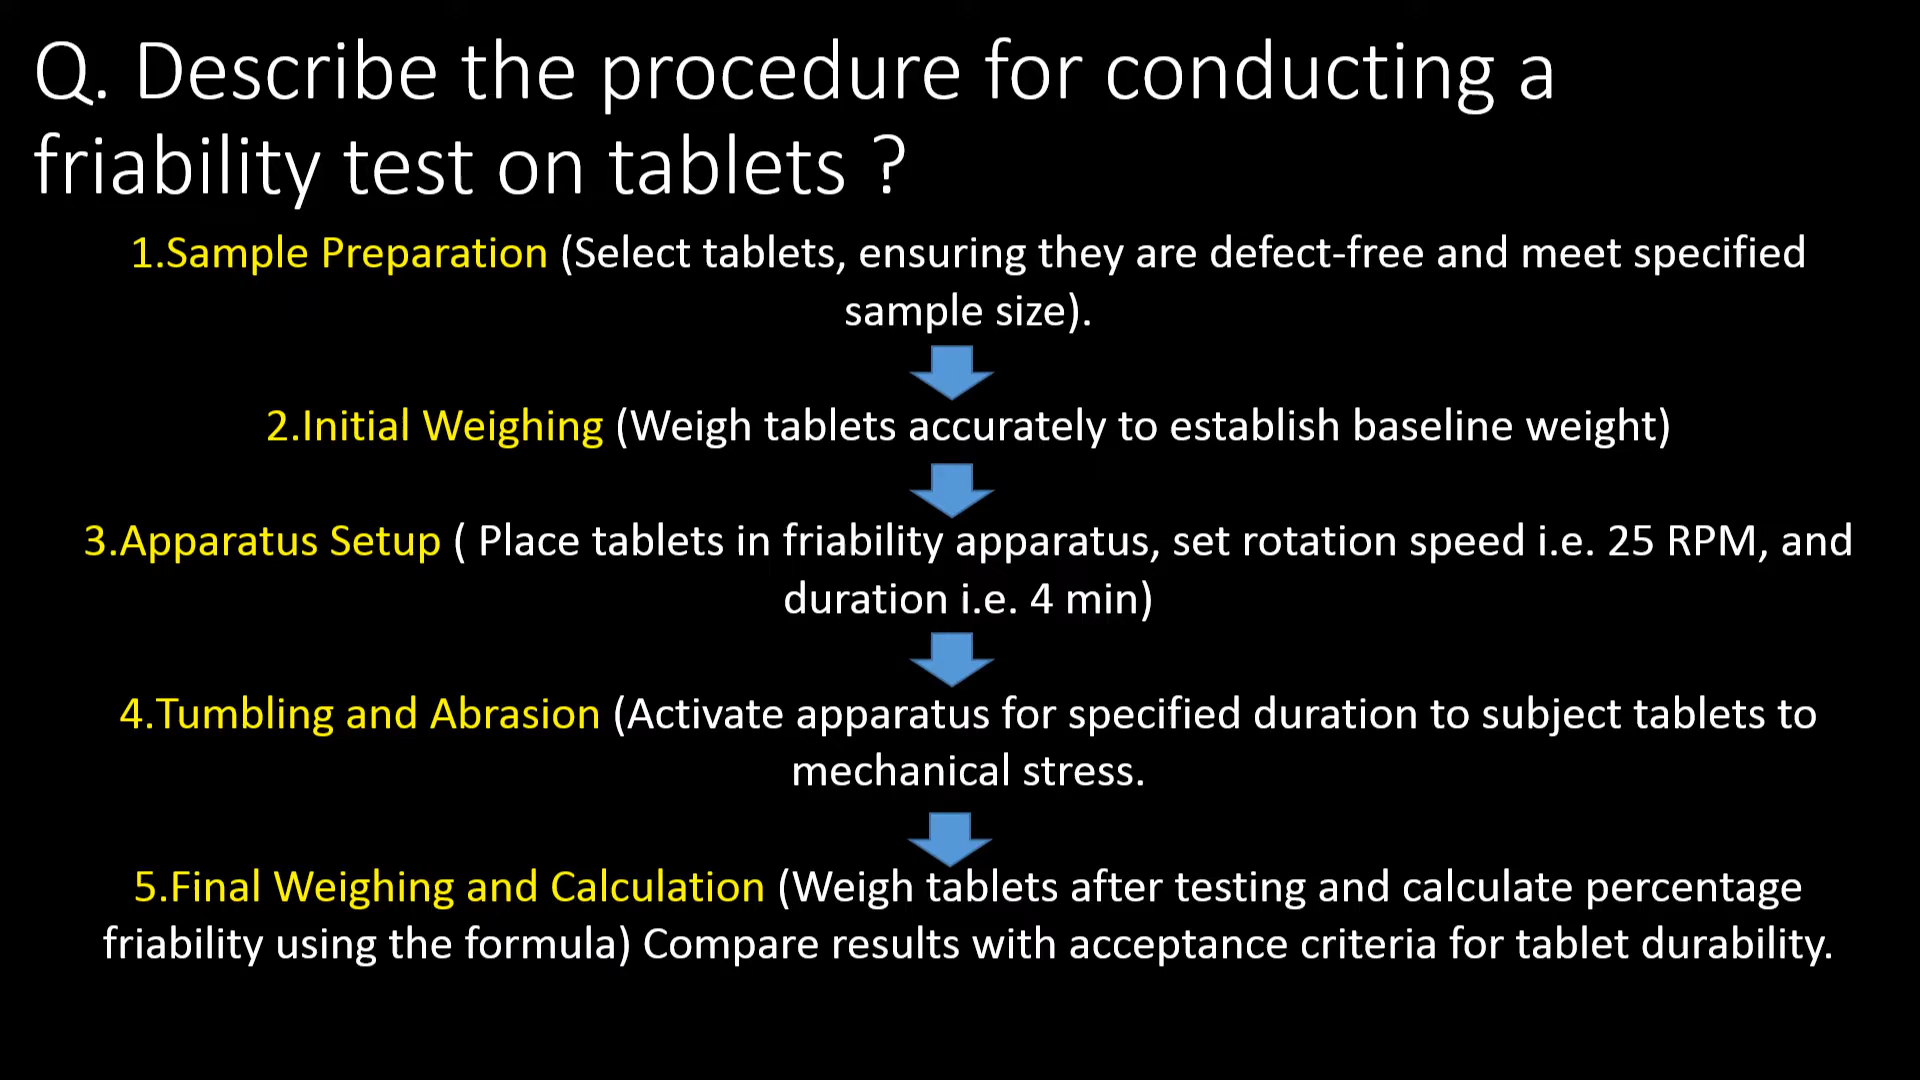 Q. Describe the procedure for conducting a
friability test on tablets ?
1.Sample Preparation (Select tablets, ensuring they are defect-free and meet specified
sample size).
2.Initial Weighing (Weigh tablets accurately to establish baseline weight)
3.Apparatus Setup ( Place tablets in friability apparatus, set rotation speed i.e. 25 RPM, and
duration i.e. 4 min)
4.Tumbling and Abrasion (Activate apparatus for specified duration to subject tablets to
mechanical stress.
5.Final Weighing and Calculation (Weigh tablets after testing and calculate percentage
friability using the formula) Compare results with acceptance criteria for tablet durability.